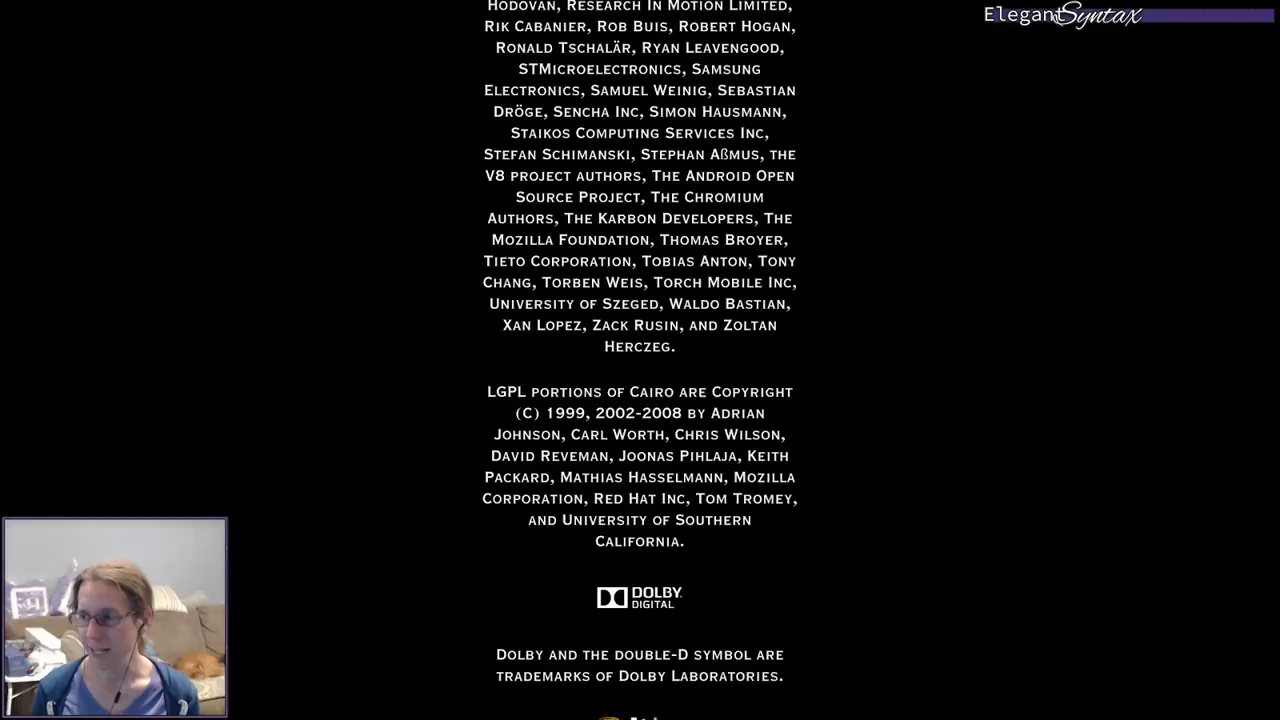 Hodovan, Research In Motion Limited,
Rik Cabanier, Rob Buis, Robert Hogan,
Ronald Tschalär, Ryan Leavengood,
STMicroelectronics, Samsung
Electronics, Samuel Weinig, Sebastian
Dröge, Sencha Inc, Simon Hausmann,
Staikos Computing Services Inc,
Stefan Schimanski, Stephan Aßmus, the
V8 project authors, The Android Open
Source Project, The Chromium
Authors, The Karbon Developers, The
Mozilla Foundation, Thomas Broyer,
Tieto Corporation, Tobias Anton, Tony
Chang, Torben Weis, Torch Mobile Inc,
University of Szeged, Waldo Bastian,
Xan Lopez, Zack Rusin, and Zoltan
Herczeg.
LGPL portions of Cairo are Copyright
(C) 1999, 2002-2008 by Adrian
Johnson, Carl Worth, Chris Wilson,
David Reveman, Joonas Pihlaja, Keith
Packard, Mathias Hasselmann, Mozilla
Corporation, Red Hat Inc, Tom Tromey,
and University of Southern
California.
DOLBY
DIGITAL
Dolby and the double-D symbol are
trademarks of Dolby Laboratories.
ElegantSyntax